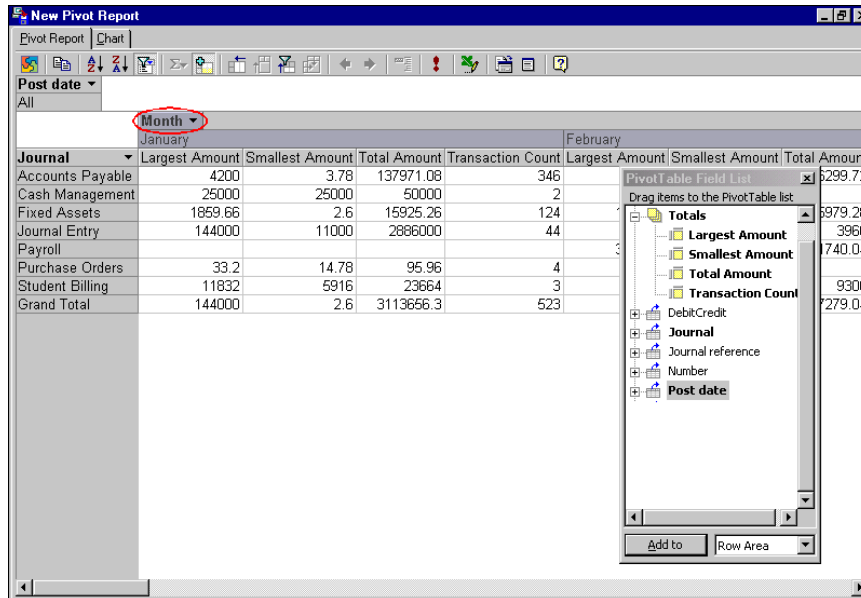 New Pivot Report
Pivot Report Chart
Post date
All
Month
January February
Journal Largest Amount Smallest Amount Total Amount Transaction Count Largest Amount Smallest Amount Total Amoun
Accounts Payable 4200 3.78 137971.08 346
Cash Management 25000 25000 50000 2
Fixed Assets 1859.66 2.6 15925.26 124
Journal Entry 144000 11000 2886000 44
Payroll
Purchase Orders 33.2 14.78 95.96 4
Student Billing 11832 5916 23664 3
Grand Total 144000 2.6 3113656.3 523
PivotTable Field List
Drag items to the PivotTable list
Totals
Largest Amount
Smallest Amount
Total Amount
Transaction Count
DebitCredit
Journal
Journal reference
Number
Post date
Add to Row Area